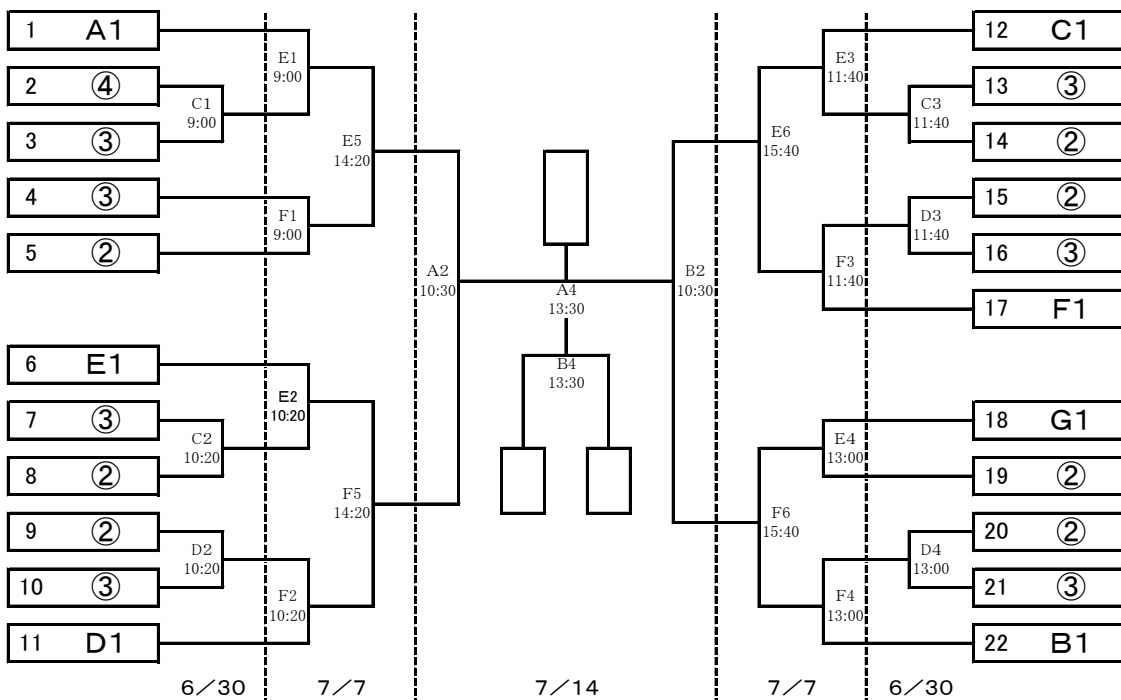 1 A1
2 ④
3 ③
4 ③
5 ②
6 E1
7 ③
8 ②
9 ②
10 ③
11 D1
C1
9:00
C2
10:20
D2
10:20
E1
9:00
F1
9:00
E2
10:20
F2
10:20
E5
14:20
F5
14:20
A2
10:30
A4
13:30
B4
13:30
B2
10:30
E6
15:40
F6
15:40
E3
11:40
F3
11:40
E4
13:00
F4
13:00
C3
11:40
D3
11:40
D4
13:00
12 C1
13 ③
14 ②
15 ②
16 ③
17 F1
18 G1
19 ②
20 ②
21 ③
22 B1
6/30 7/7 7/14 7/7 6/30